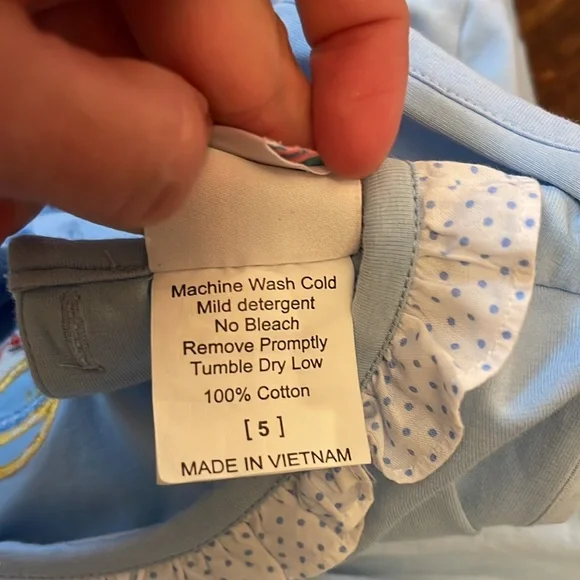 Machine Wash Cold
Mild detergent
No Bleach
Remove Promptly
Tumble Dry Low
100% Cotton
[ 5 ]
MADE IN VIETNAM